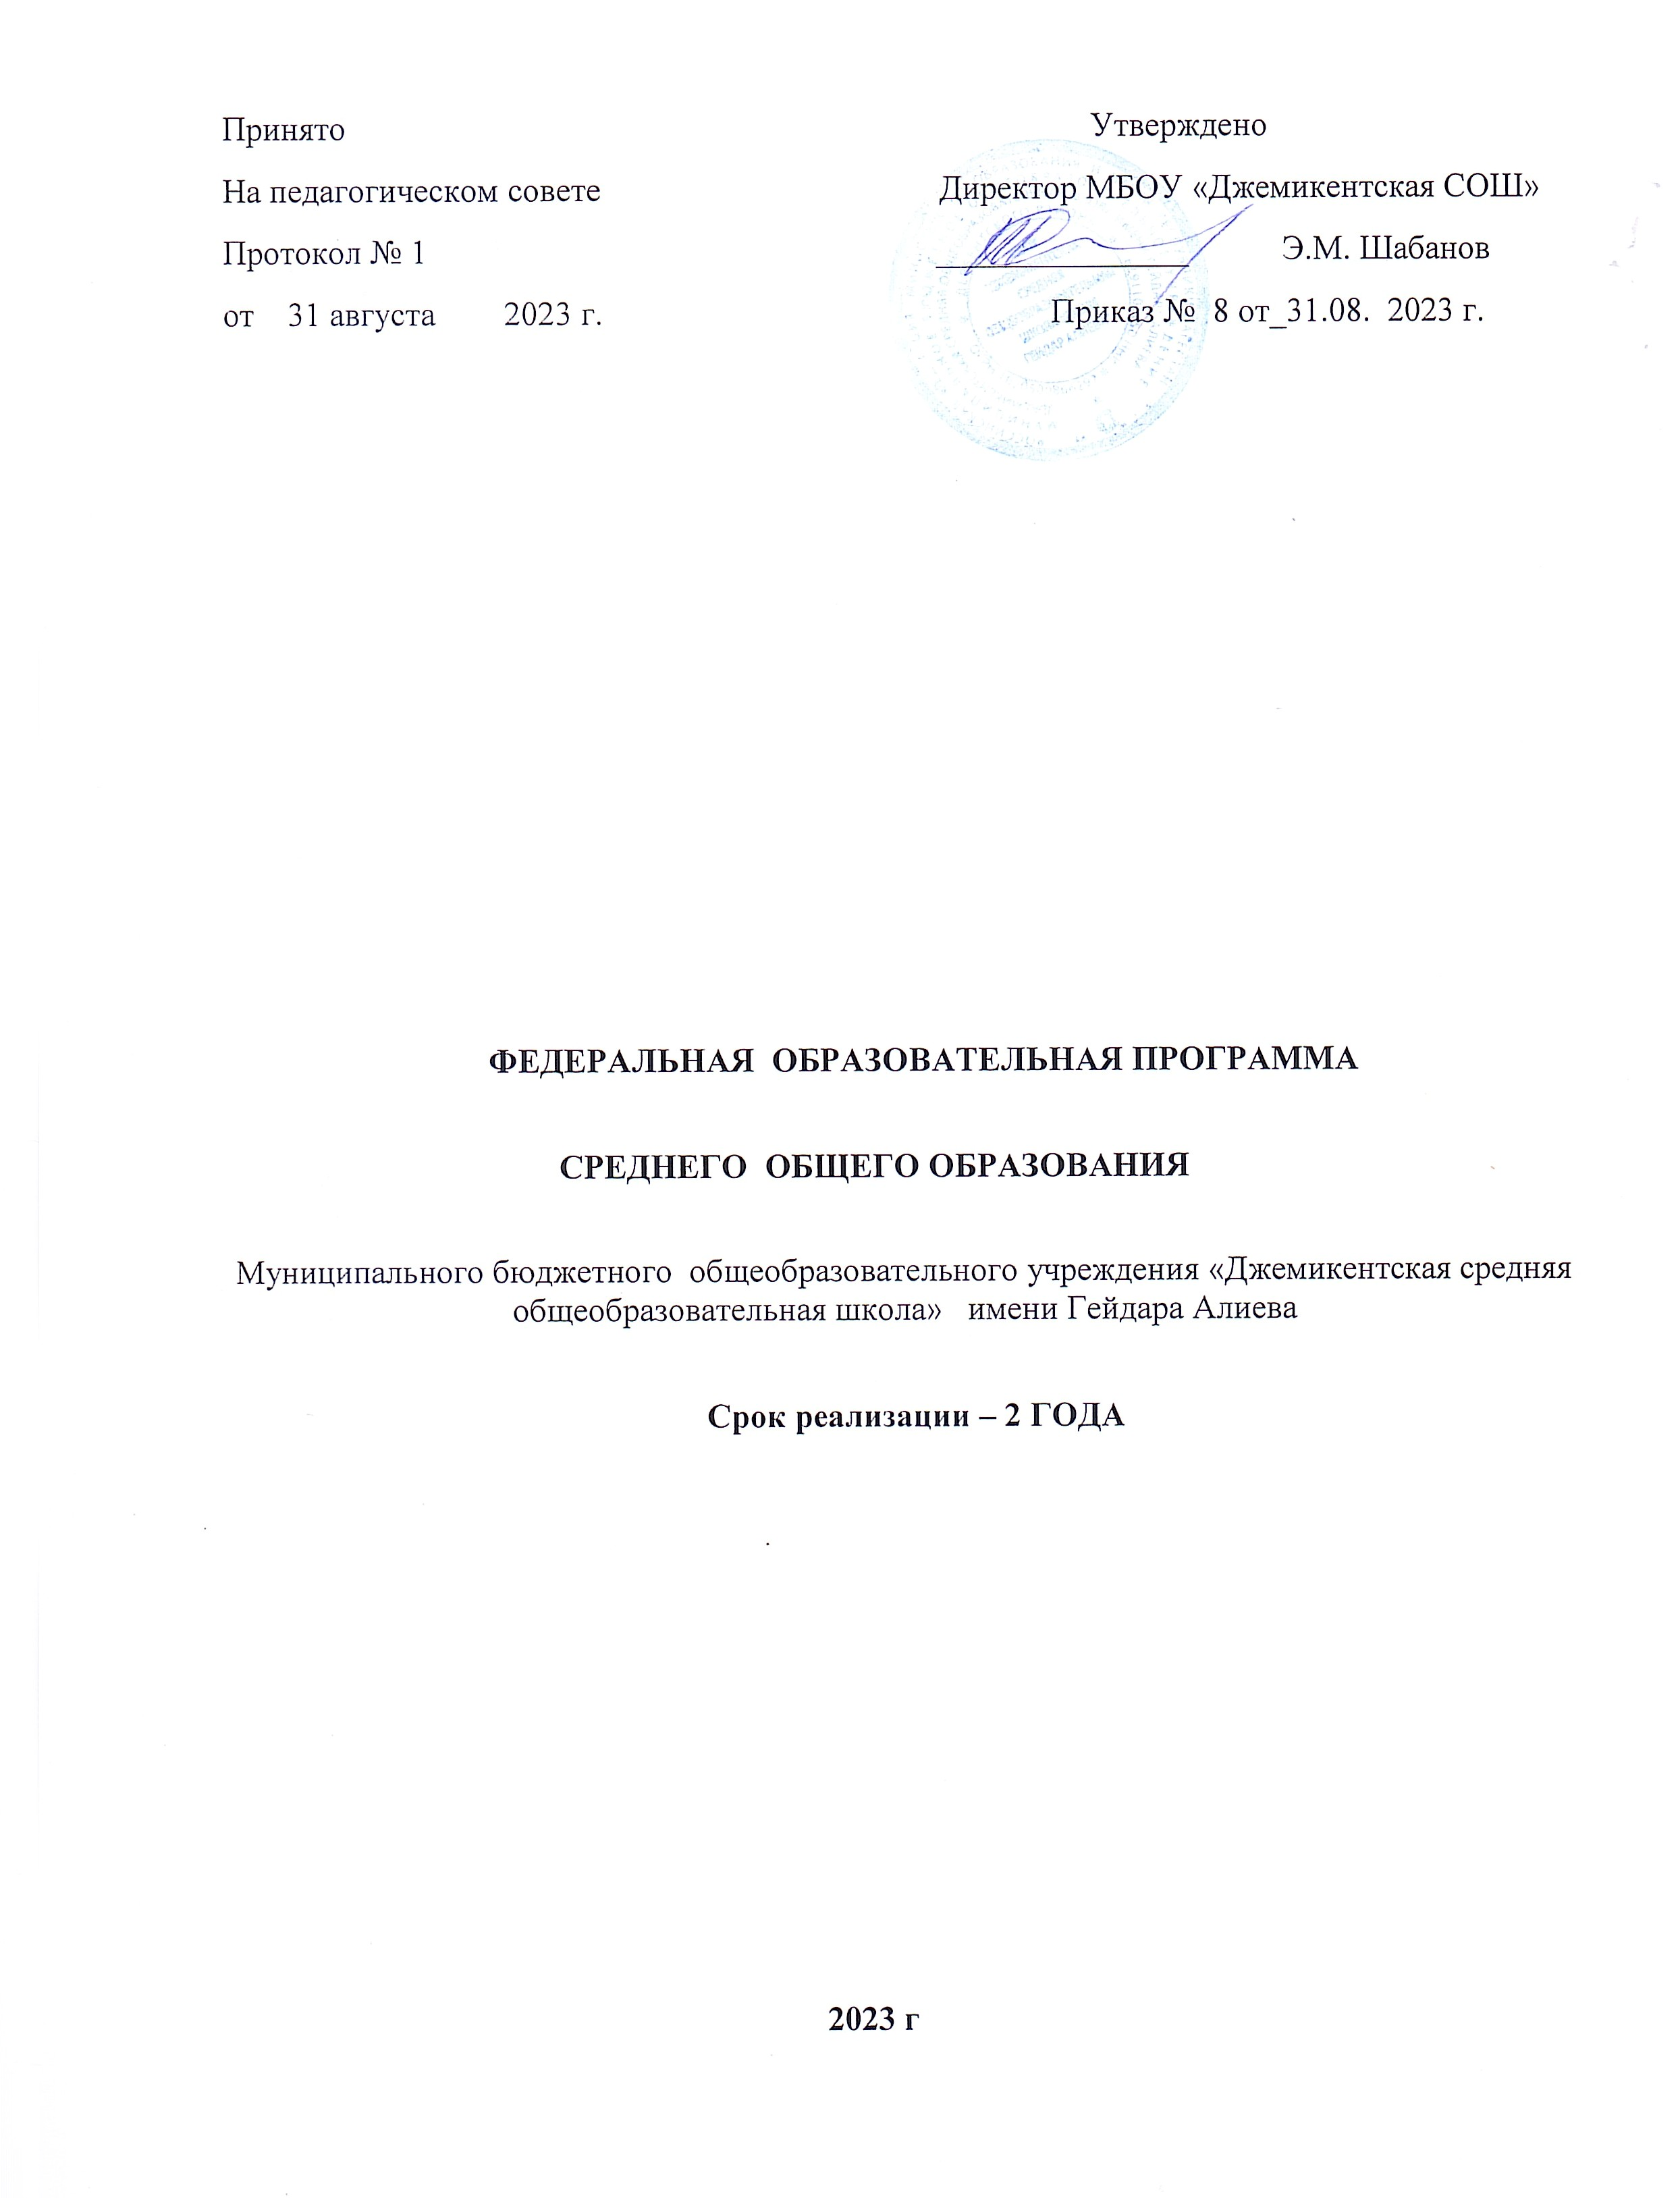 Принято
На педагогическом совете
Протокол № 1
от 31 августа 2023 г.
Утверждено
Директор МБОУ «Джемикентская СОШ»
Э.М. Шабанов
Приказ № 8 от_31.08. 2023 г.
ФЕДЕРАЛЬНАЯ ОБРАЗОВАТЕЛЬНАЯ ПРОГРАММА
СРЕДНЕГО ОБЩЕГО ОБРАЗОВАНИЯ
Муниципального бюджетного общеобразовательного учреждения «Джемикентская средняя
общеобразовательная школа» имени Гейдара Алиева
Срок реализации – 2 ГОДА
2023 г